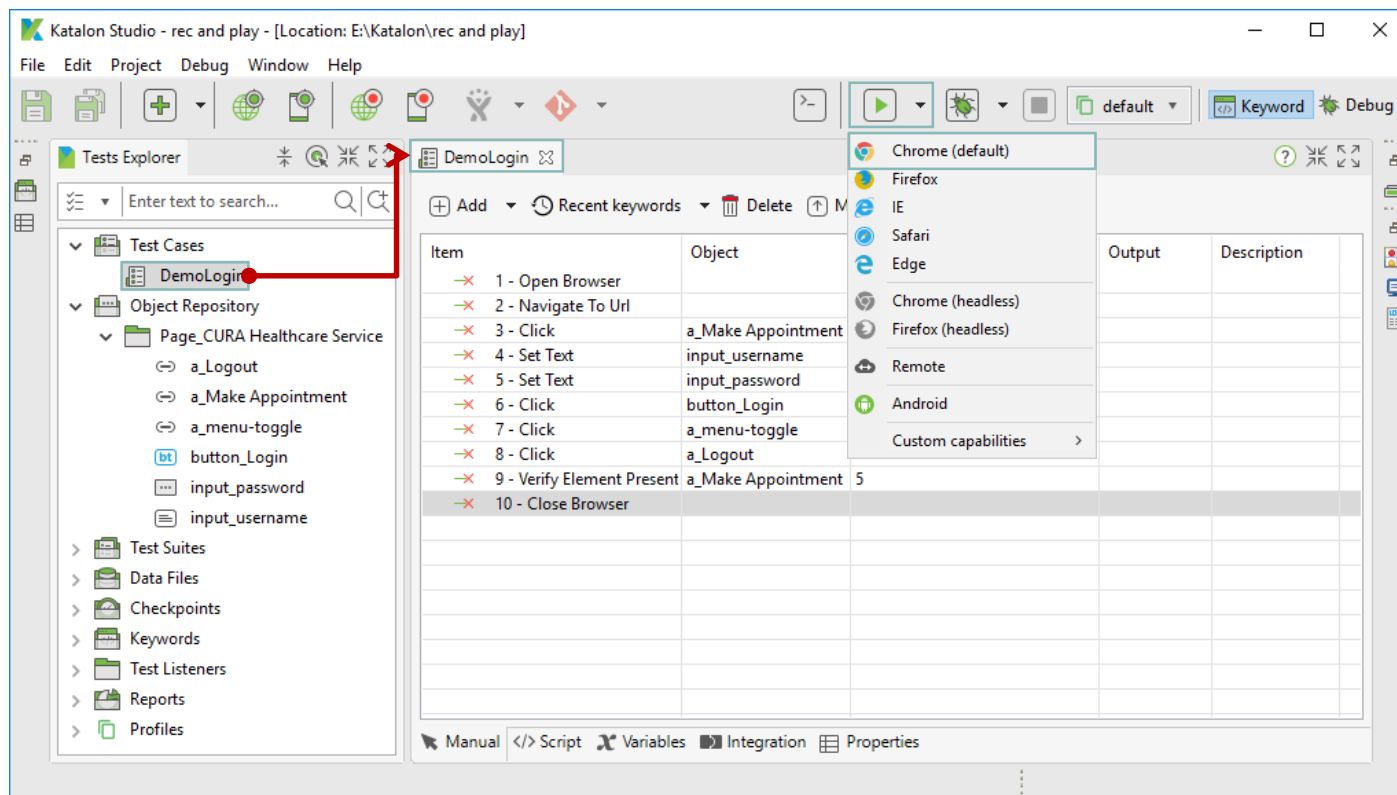 Katalon Studio - rec and play - [Location: E:\Katalon\rec and play]
File Edit Project Debug Window Help
default
Keyword
Debug
Tests Explorer
Enter text to search...
Test Cases
DemoLogin
Object Repository
Page_CURA Healthcare Service
a_Logout
a_Make Appointment
a_menu-toggle
bt button_Login
input_password
input_username
Test Suites
Data Files
Checkpoints
Keywords
Test Listeners
Reports
Profiles
DemoLogin
Add Recent keywords Delete M
Item Object Output Description
1 - Open Browser
2 - Navigate To Url
3 - Click a_Make Appointment
4 - Set Text input_username
5 - Set Text input_password
6 - Click button_Login
7 - Click a_menu-toggle
8 - Click a_Logout
9 - Verify Element Present a_Make Appointment 5
10 - Close Browser
Chrome (default)
Firefox
IE
Safari
Edge
Chrome (headless)
Firefox (headless)
Remote
Android
Custom capabilities
Manual </> Script Variables Integration Properties